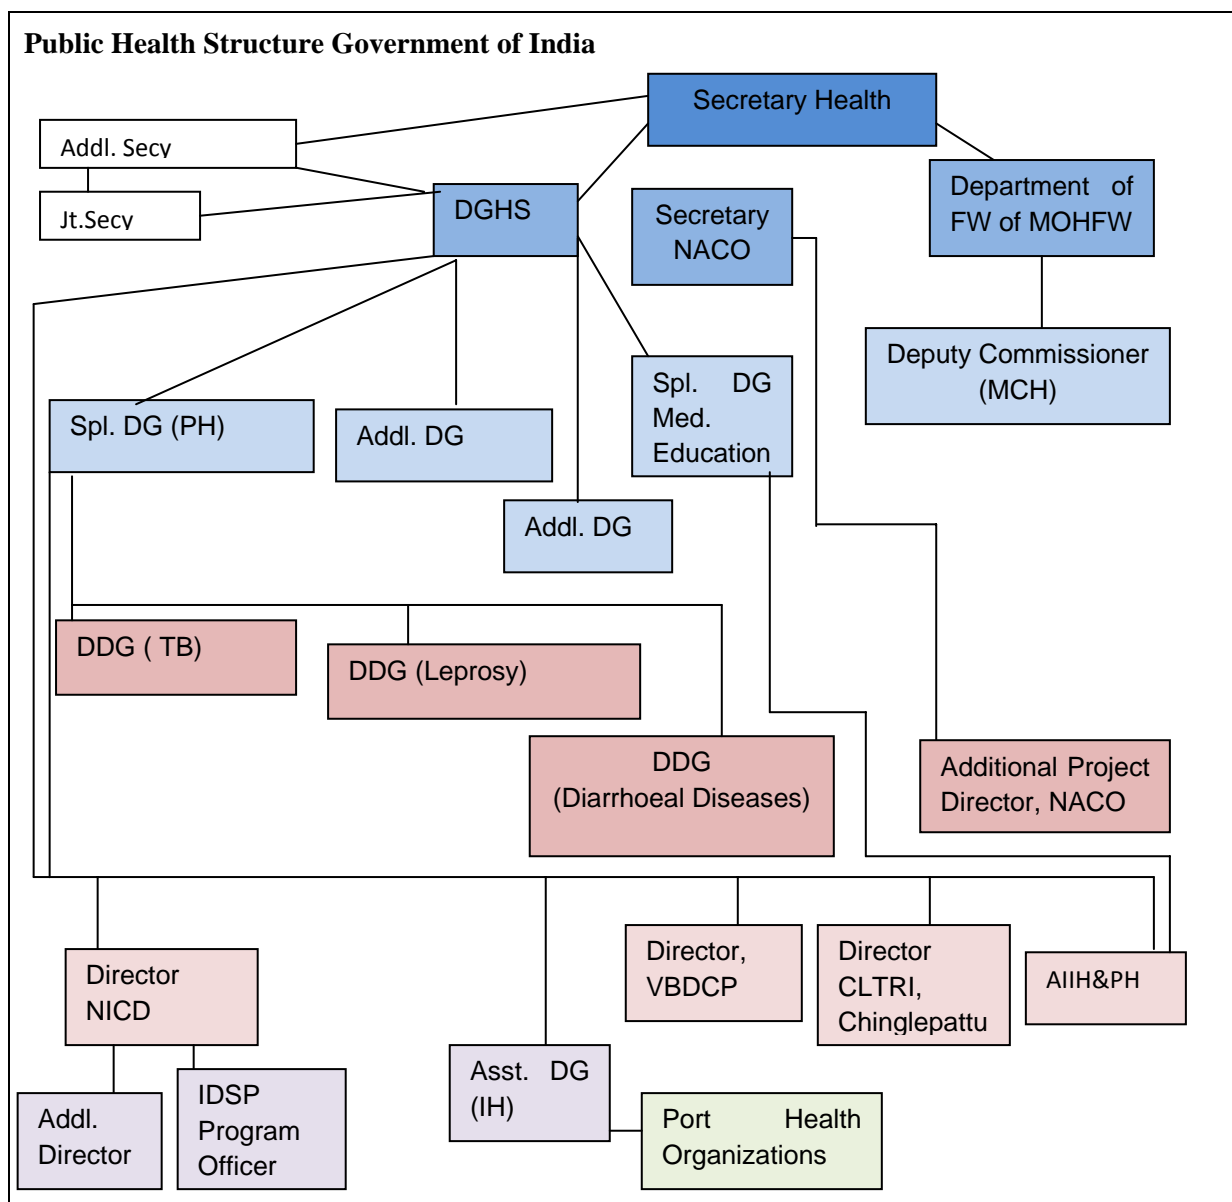 Public Health Structure Government of India
Secretary Health
Addl. Secy
Jt.Secy
DGHS
Secretary
NACO
Department of
FW of MOHFW
Deputy Commissioner
(MCH)
Spl. DG (PH)
Addl. DG
Spl. DG
Med.
Education
Addl. DG
DDG ( TB)
DDG (Leprosy)
DDG
(Diarrhoeal Diseases)
Additional Project
Director, NACO
Director
NICD
Director,
VBDCP
Director
CLTRI,
Chinglepattu
AIIH&PH
Addl.
Director
IDSP
Program
Officer
Asst. DG
(IH)
Port Health
Organizations